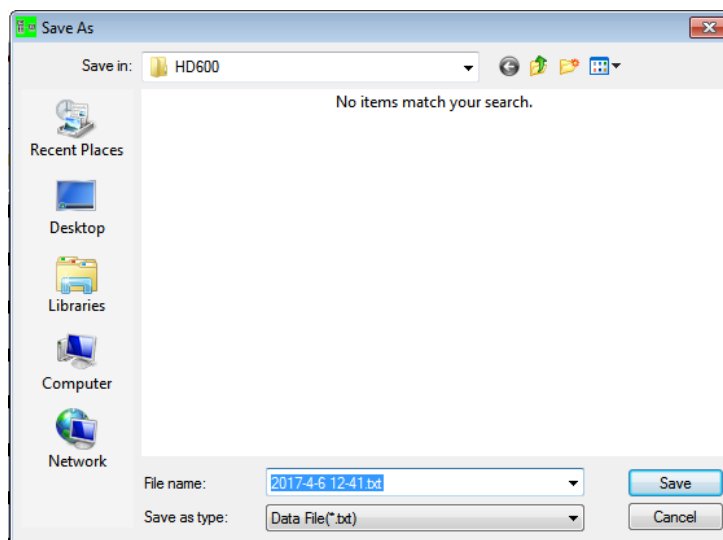 Save As
Save in: HD600
No items match your search.
Recent Places
Desktop
Libraries
Computer
Network
File name: 2017-4-6 12-41.txt Save
Save as type: Data File(*.txt) Cancel